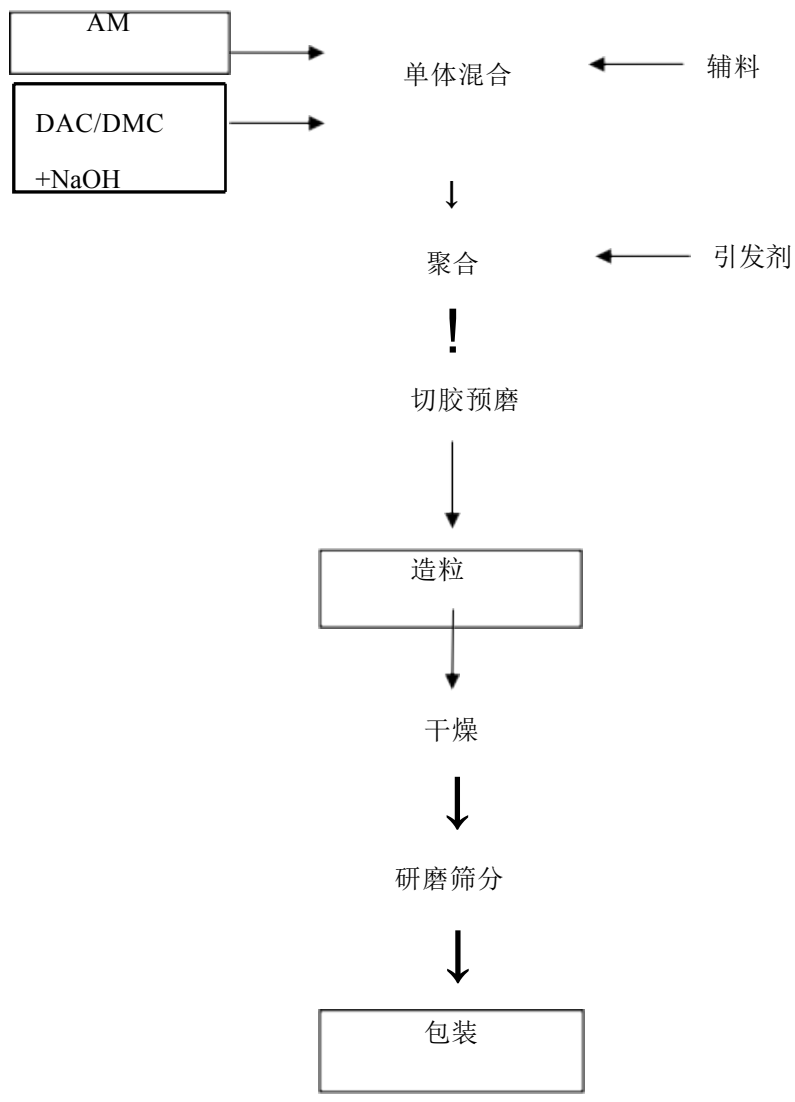 AM
单体混合
辅料
DAC/DMC
+NaOH
聚合
引发剂
!
切胶预磨
造粒
干燥
研磨筛分
包装